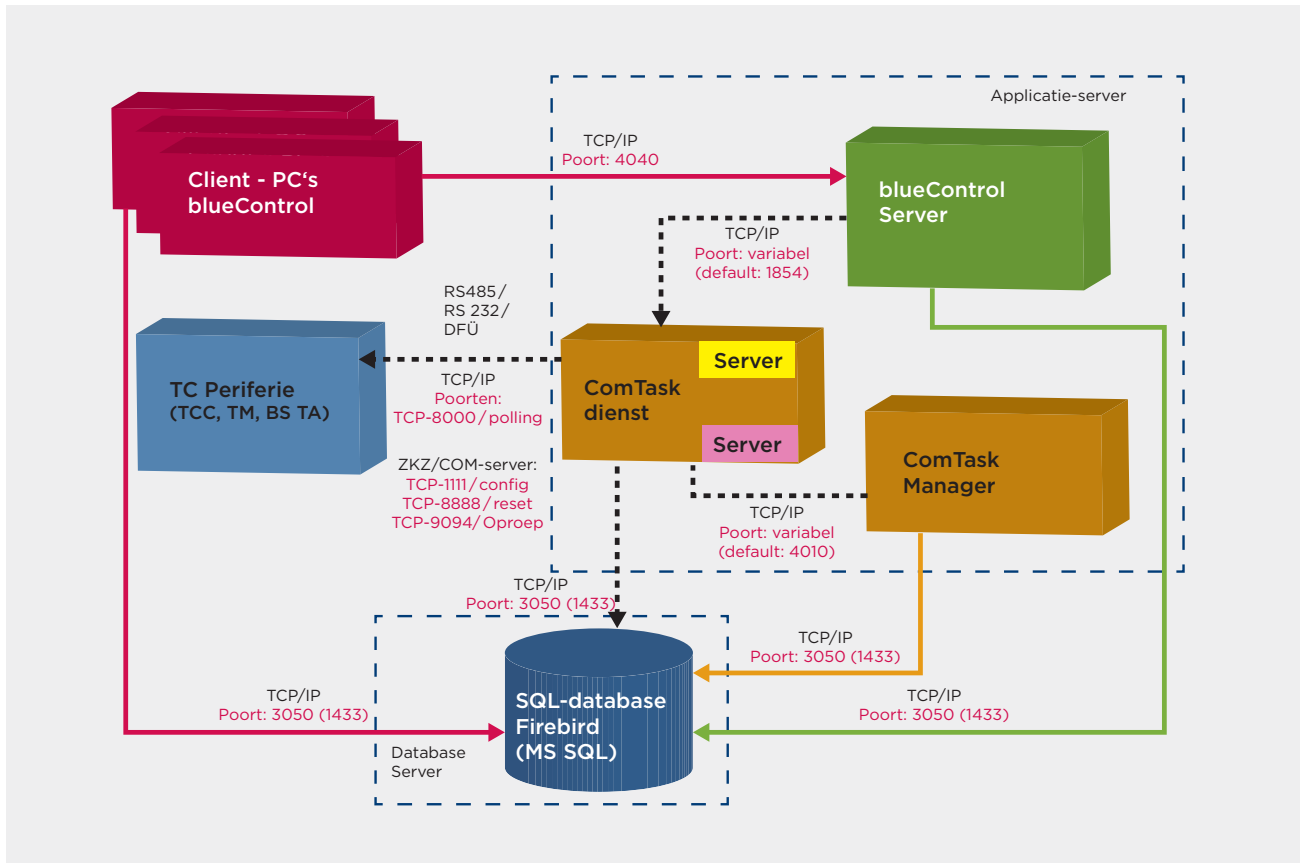 Applicatie-server
TCP/IP
Poort: 4040
Client - PC‘s
blueControl
blueControl
Server
TCP/IP
Poort: variabel
(default: 1854)
RS485/
RS 232/
DFÜ
TC Periferie
(TCC, TM, BS TA)
TCP/IP
Poorten:
TCP-8000/polling
ComTask
dienst
Server
Server
ZKZ/COM-server:
TCP-1111/config
TCP-8888/reset
TCP-9094/Oproep
ComTask
Manager
TCP/IP
Poort: variabel
(default: 4010)
TCP/IP
Poort: 3050 (1433)
TCP/IP
Poort: 3050 (1433)
TCP/IP
Poort: 3050 (1433)
SQL-database
Firebird
(MS SQL)
TCP/IP
Poort: 3050 (1433)
Database
Server